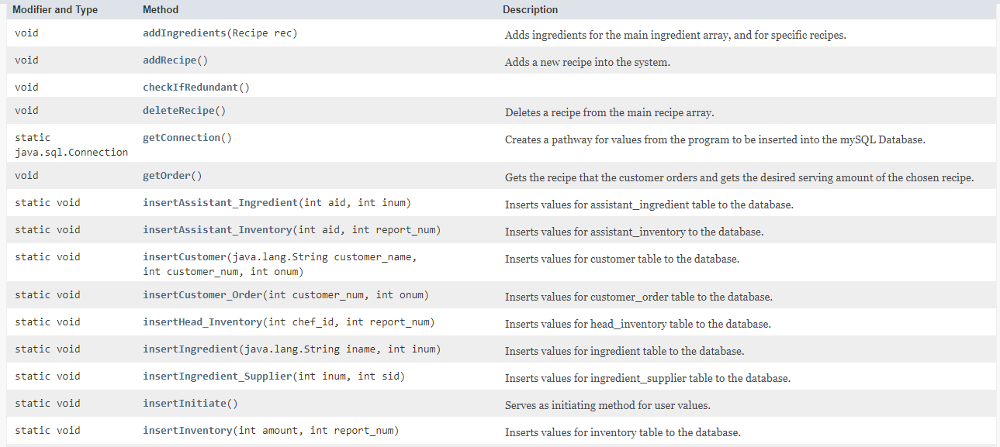 Modifier and Type Method Description
void addIngredients(Recipe rec) Adds ingredients for the main ingredient array, and for specific recipes.
void addRecipe() Adds a new recipe into the system.
void checkIfRedundant()
void deleteRecipe() Deletes a recipe from the main recipe array.
static getConnection() Creates a pathway for values from the program to be inserted into the mySQL Database.
java.sql.Connection
void getOrder() Gets the recipe that the customer orders and gets the desired serving amount of the chosen recipe.
static void insertAssistant_Ingredient(int aid, int inum) Inserts values for assistant_ingredient table to the database.
static void insertAssistant_Inventory(int aid, int report_num) Inserts values for assistant_inventory to the database.
static void insertCustomer(java.lang.String customer_name, Inserts values for customer table to the database.
int customer_num, int onum)
static void insertCustomer_Order(int customer_num, int onum) Inserts values for customer_order table to the database.
static void insertHead_Inventory(int chef_id, int report_num) Inserts values for head_inventory table to the database.
static void insertIngredient(java.lang.String iname, int inum) Inserts values for ingredient table to the database.
static void insertIngredient_Supplier(int inum, int sid) Inserts values for ingredient_supplier table to the database.
static void insertInitiate() Serves as initiating method for user values.
static void insertInventory(int amount, int report_num) Inserts values for inventory table to the database.